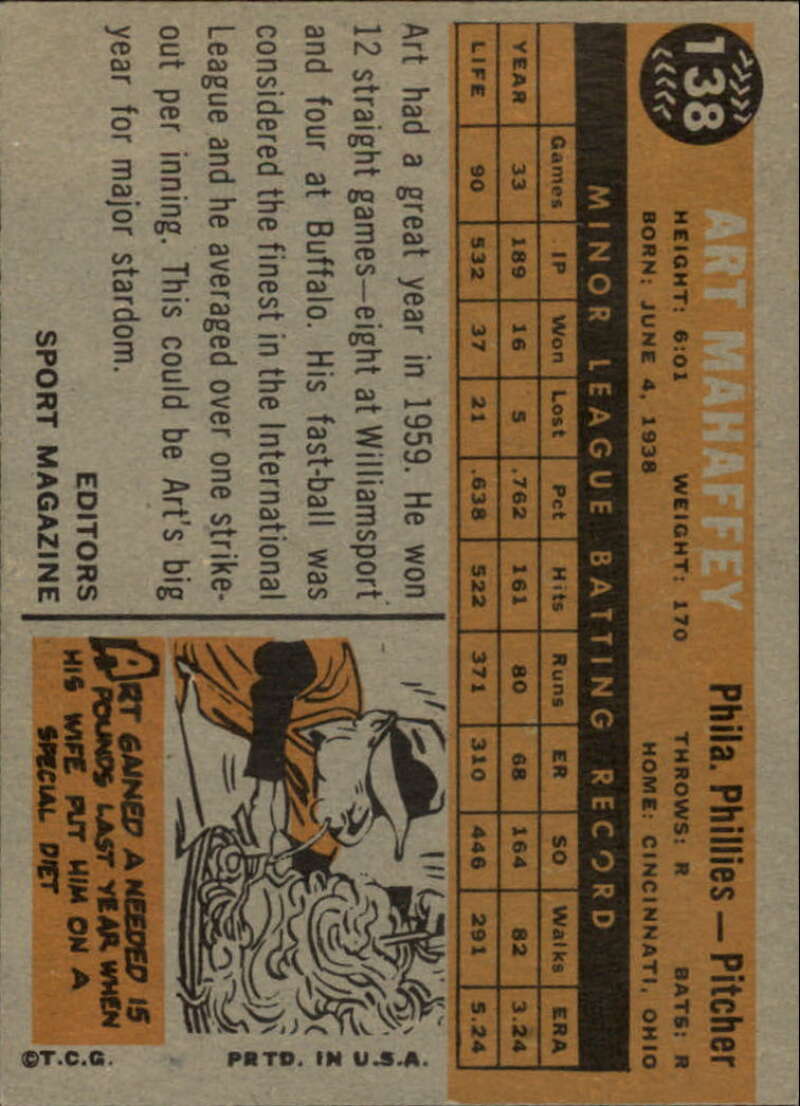 138
ART MAHAFFEY Phila. Phillies — Pitcher
HEIGHT: 6:01 WEIGHT: 170 THROWS: R BATS: R
BORN: JUNE 4, 1938 HOME: CINCINNATI, OHIO
MINOR LEAGUE BATTING RECORD
Games IP Won Lost Pct Hits Runs ER SO Walks ERA
YEAR 33 189 16 5 .762 161 80 68 164 82 3.24
LIFE 90 532 37 21 .638 522 371 310 446 291 5.24
Art had a great year in 1959. He won
12 straight games—eight at Williamsport
and four at Buffalo. His fast-ball was
considered the finest in the International
League and he averaged over one strike-
out per inning. This could be Art's big
year for major stardom.
EDITORS
SPORT MAGAZINE
ART GAINED A NEEDED 15
POUNDS LAST YEAR WHEN
HIS WIFE PUT HIM ON A
SPECIAL DIET
©T.C.G. PRTD. IN U.S.A.